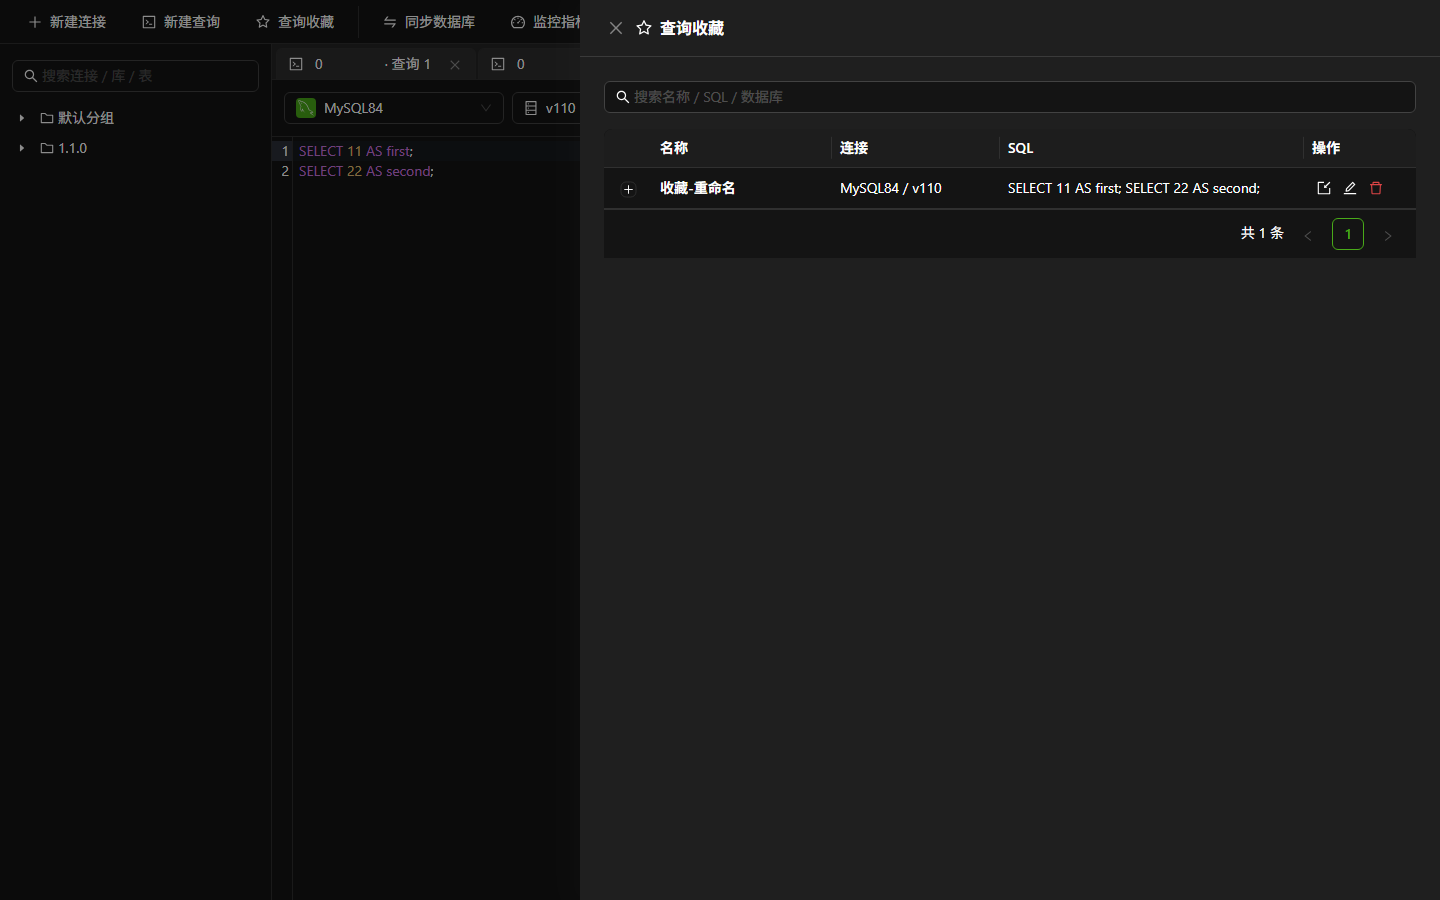 新建连接 新建查询 查询收藏 同步数据库 监控指标
搜索连接 / 库 / 表
默认分组
1.1.0
0 · 查询 1 0
MySQL84 v110
1 SELECT 11 AS first;
2 SELECT 22 AS second;
查询收藏
搜索名称 / SQL / 数据库
名称 连接 SQL 操作
收藏-重命名 MySQL84 / v110 SELECT 11 AS first; SELECT 22 AS second;
共 1 条 1